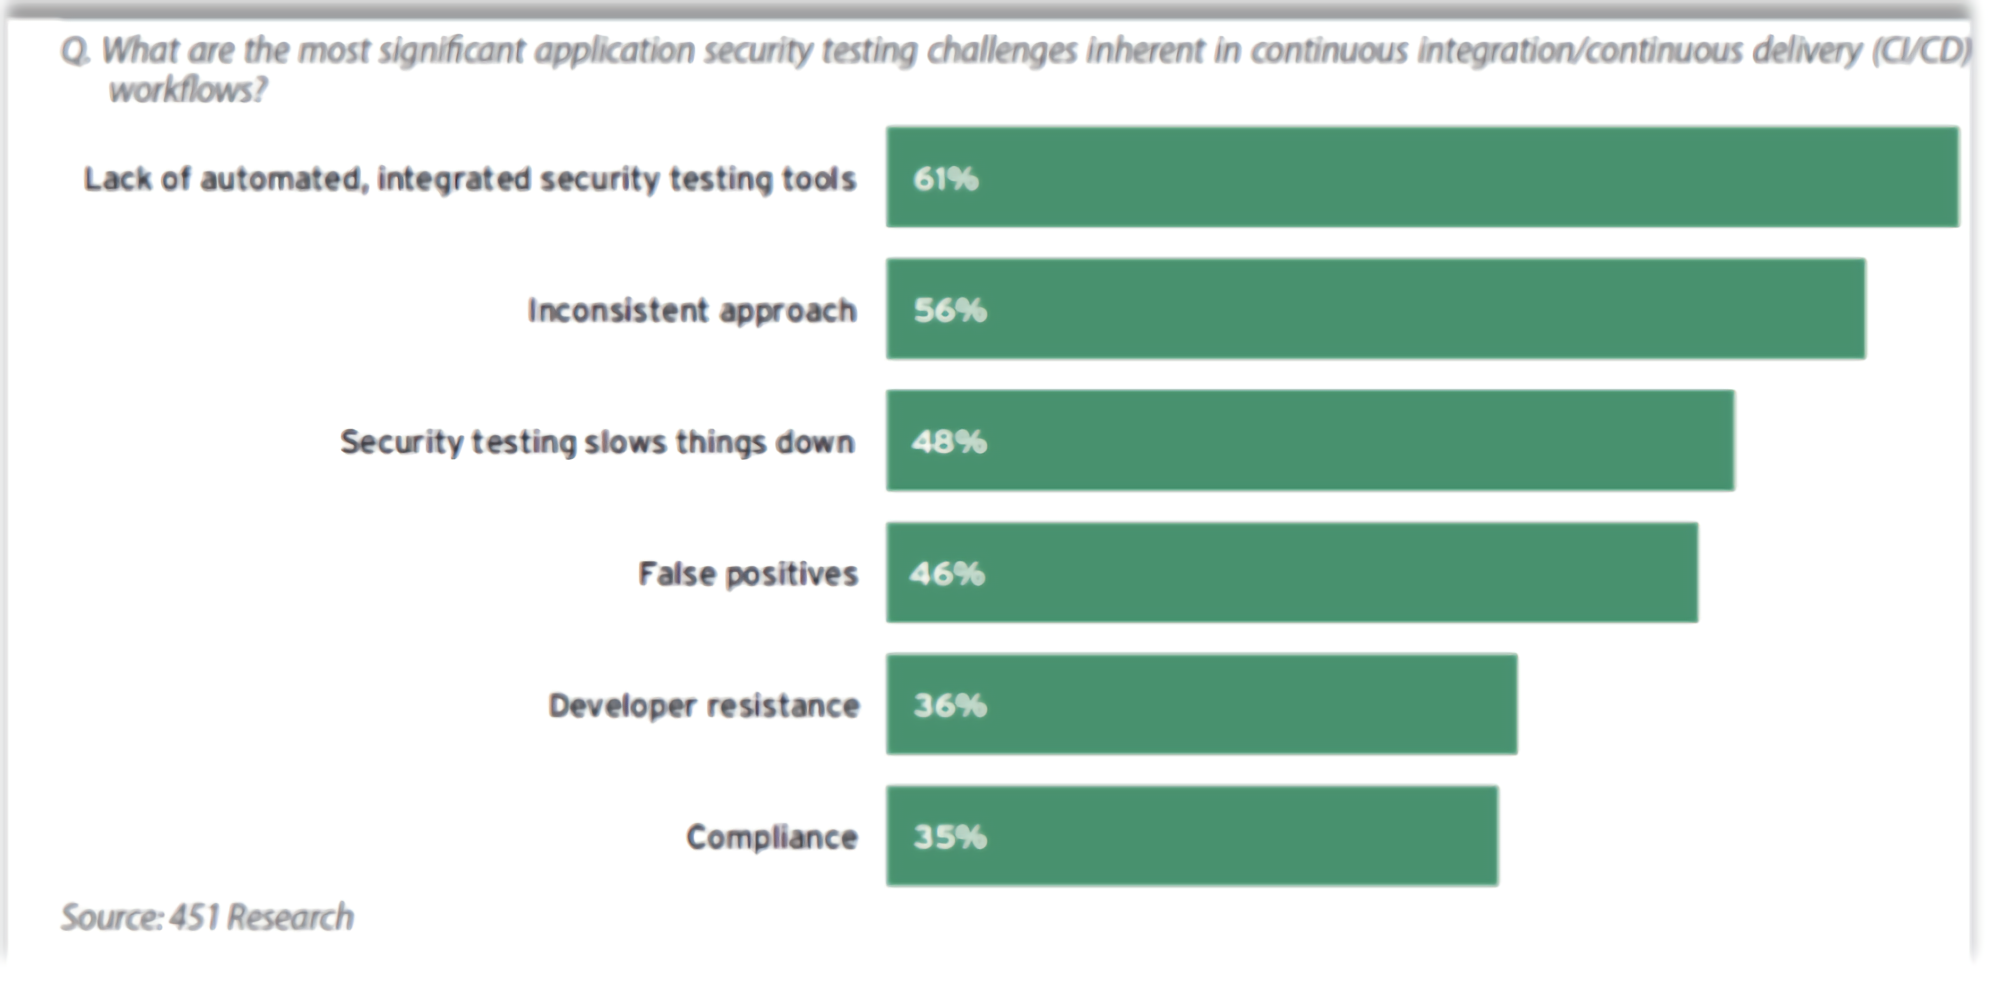 Q. What are the most significant application security testing challenges inherent in continuous integration/continuous delivery (CI/CD)
workflows?
Lack of automated, integrated security testing tools 61%
Inconsistent approach 56%
Security testing slows things down 48%
False positives 46%
Developer resistance 36%
Compliance 35%
Source: 451 Research